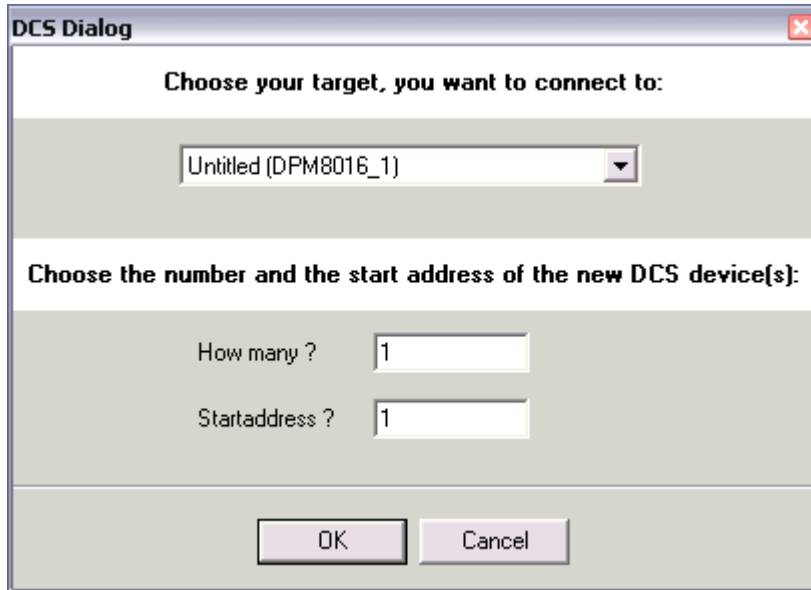 DCS Dialog
Choose your target, you want to connect to:
Untitled (DPM8016_1)
Choose the number and the start address of the new DCS device(s):
How many ? 1
Startaddress ? 1
OK Cancel